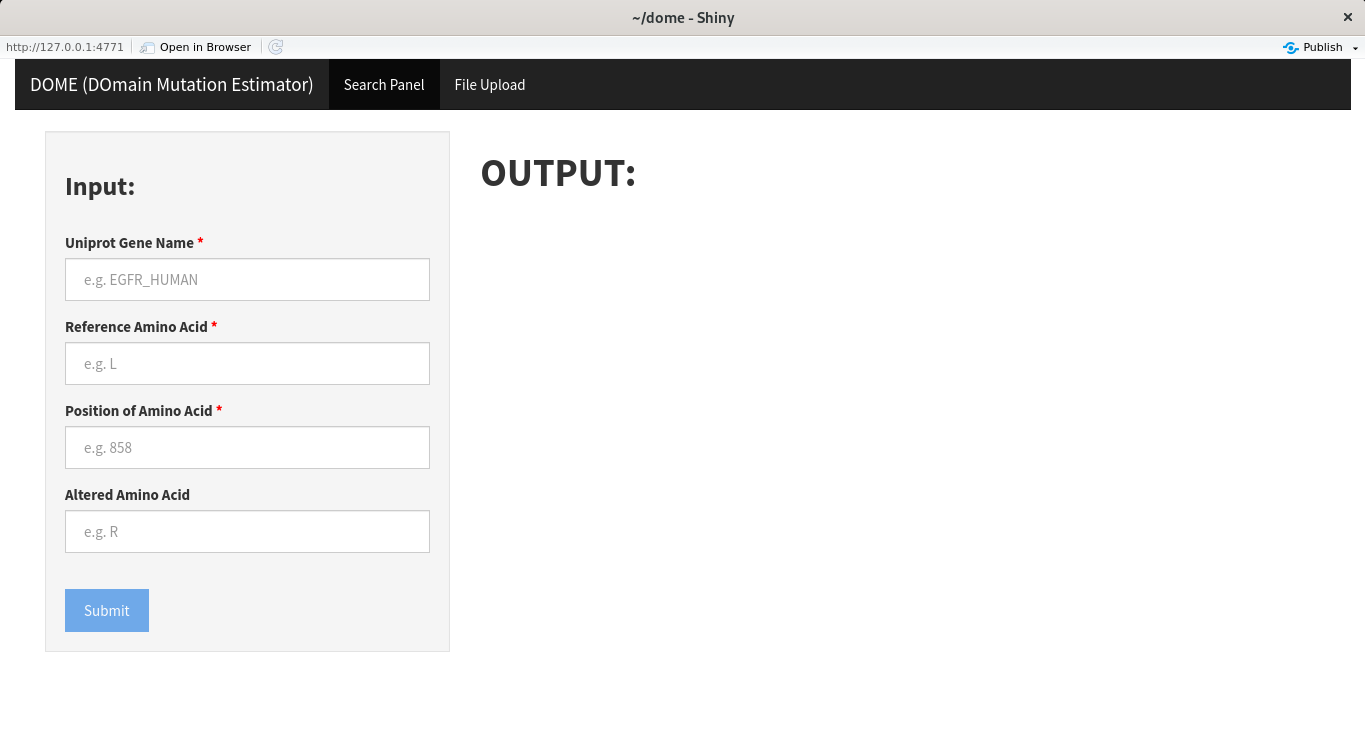 ~/dome - Shiny
http://127.0.0.1:4771 Open in Browser Publish
DOME (DOmain Mutation Estimator) Search Panel File Upload
OUTPUT:
Input:
Uniprot Gene Name *
e.g. EGFR_HUMAN
Reference Amino Acid *
e.g. L
Position of Amino Acid *
e.g. 858
Altered Amino Acid
e.g. R
Submit